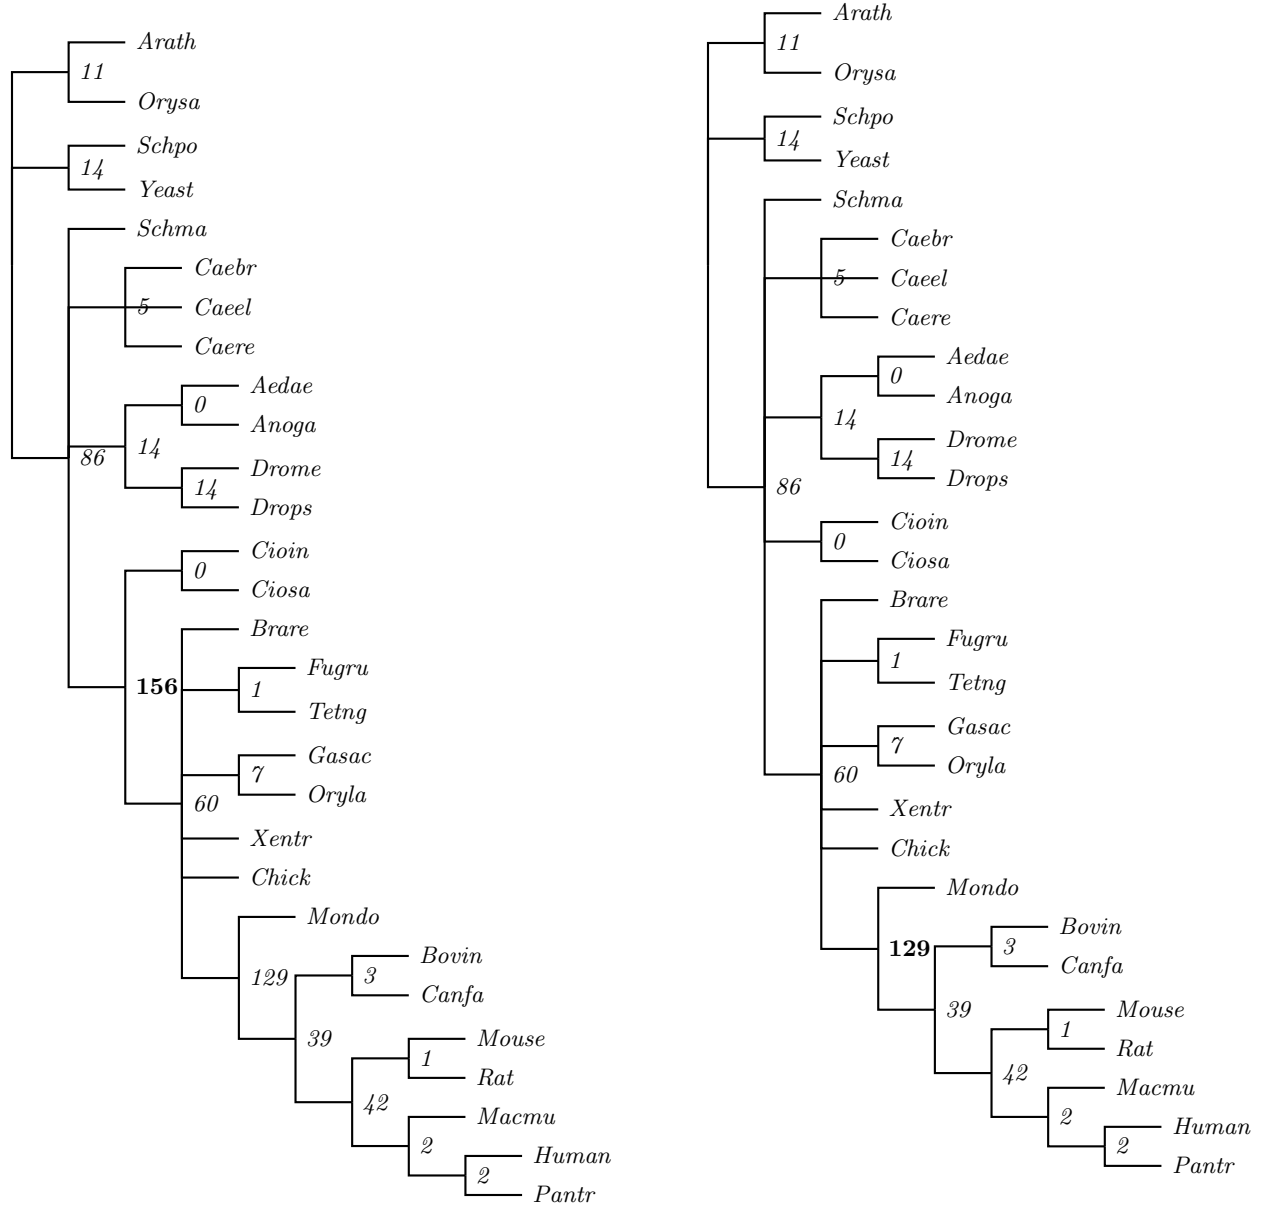 Arath
11
Orysa
Schpo
14
Yeast
Schma
Caebr
5
Caeel
Caere
Aedae
0
Anoga
14
86
Drome
14
Drops
Cioin
0
Ciosa
Brare
Fugru
1
Tetng
156
Gasac
7
Oryla
60
Xentr
Chick
Mondo
129
Bovin
3
Canfa
39
Mouse
1
Rat
42
Macmu
2
Human
2
Pantr
Arath
11
Orysa
Schpo
14
Yeast
Schma
Caebr
5
Caeel
Caere
Aedae
0
Anoga
14
Drome
14
Drops
86
Cioin
0
Ciosa
Brare
Fugru
1
Tetng
Gasac
7
Oryla
60
Xentr
Chick
Mondo
129
Bovin
3
Canfa
39
Mouse
1
Rat
42
Macmu
2
Human
2
Pantr